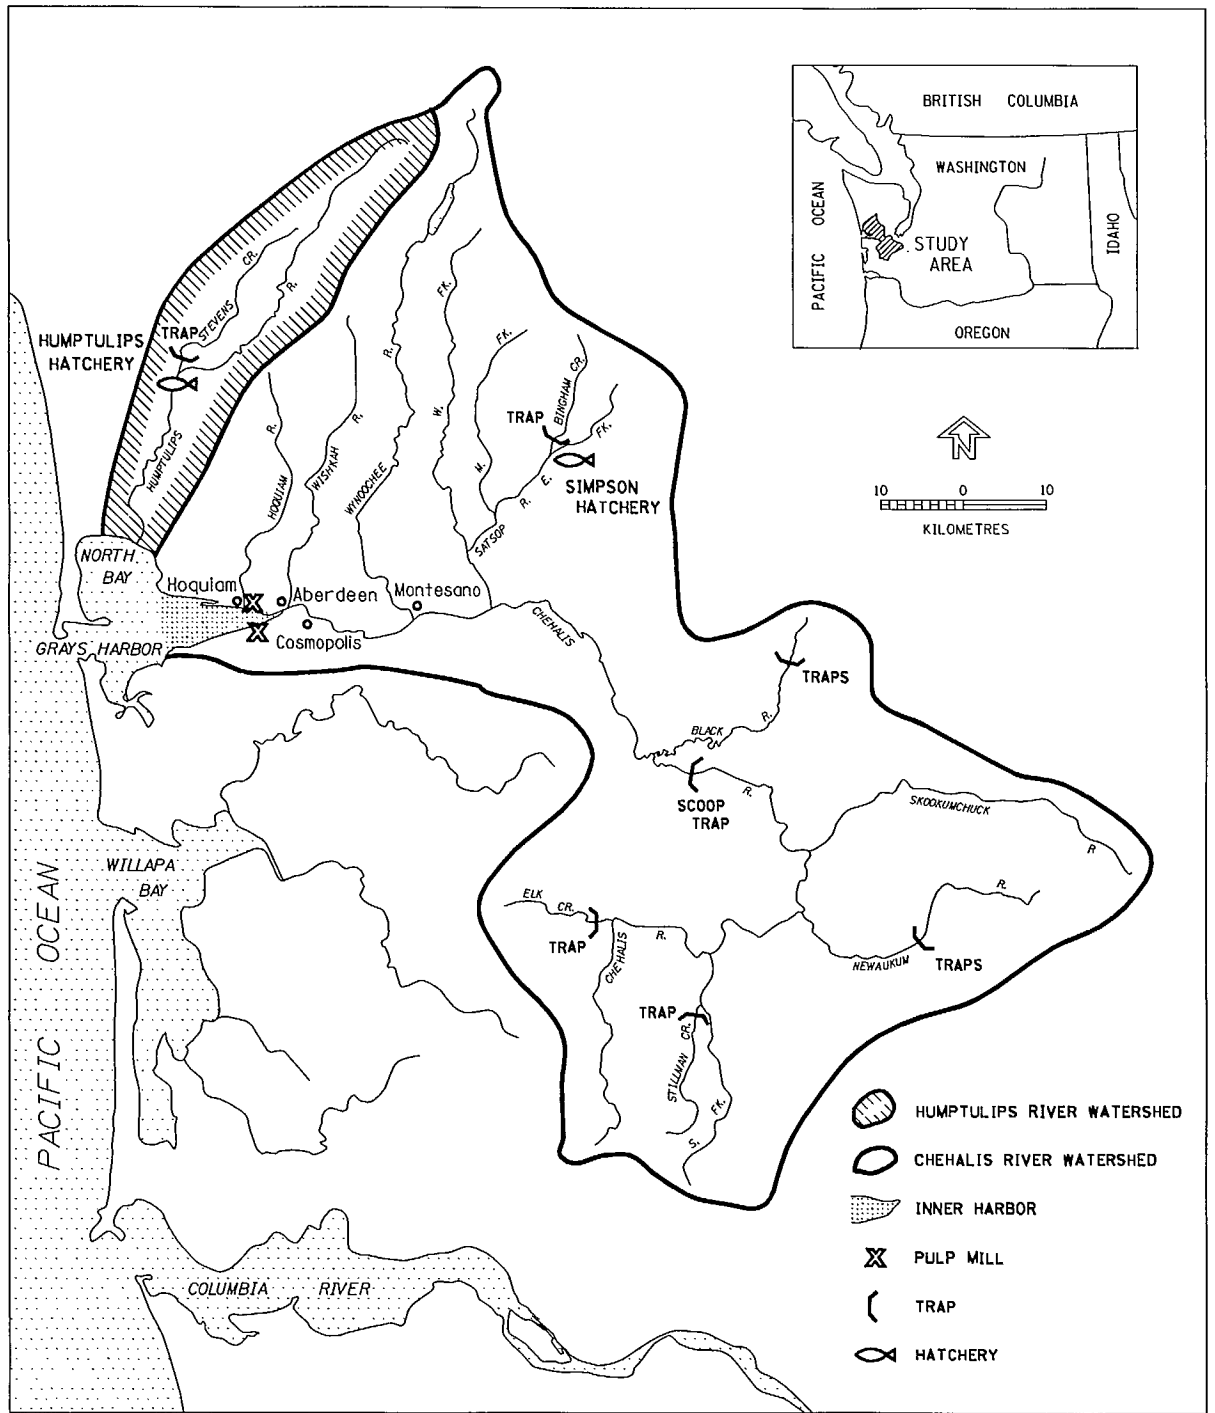 BRITISH COLUMBIA
WASHINGTON
PACIFIC OCEAN
IDAHO
STUDY
AREA
OREGON
N
10 0 10
KILOMETRES
HUMPTULIPS
HATCHERY
TRAP
STEVENS CR.
R.
HUMPTULIPS
HOQUIAM R.
WISHKAH R.
WYNOOCHEE R.
W. FK.
M. FK.
BINGHAM CR.
TRAP
E. FK.
SATSOP R.
SIMPSON
HATCHERY
NORTH
BAY
Hoquiam
Aberdeen
Montesano
Cosmopolis
GRAYS HARBOR
CHEHALIS
TRAPS
BLACK R.
SCOOP
TRAP
R.
SKOOKUMCHUCK
R
WILLAPA
BAY
ELK CR.
TRAP
CHEHALIS
R.
R.
NEWAUKUM
TRAPS
TRAP
STILLMAN CR.
S. FK.
PACIFIC OCEAN
COLUMBIA RIVER
HUMPTULIPS RIVER WATERSHED
CHEHALIS RIVER WATERSHED
INNER HARBOR
PULP MILL
TRAP
HATCHERY